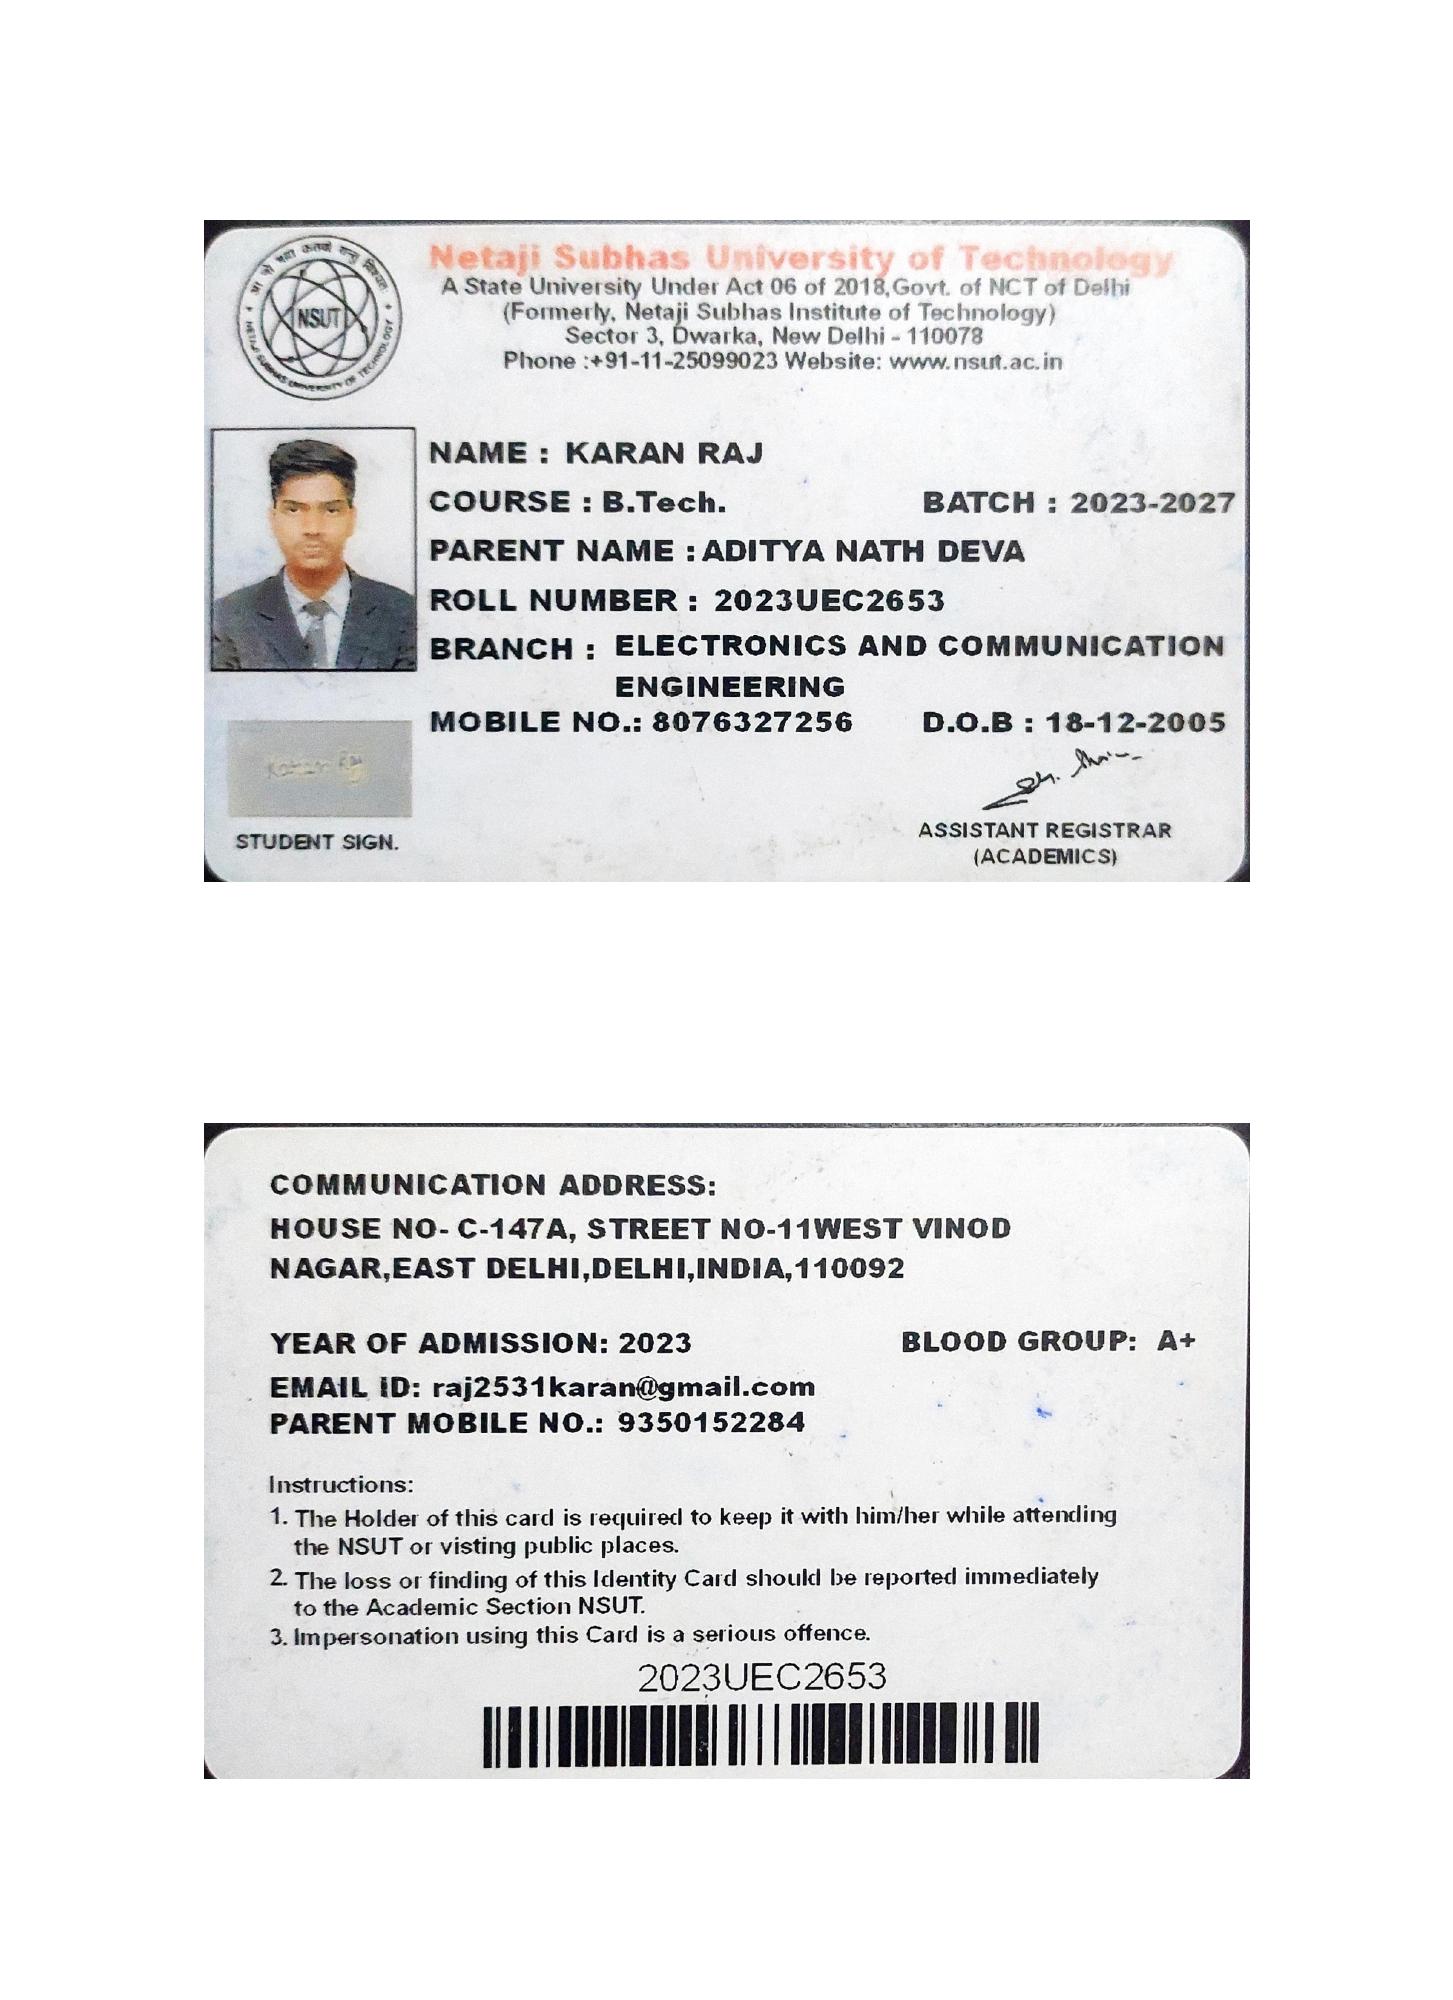 Netaji Subhas University of Technology
A State University Under Act 06 of 2018,Govt. of NCT of Delhi
(Formerly, Netaji Subhas Institute of Technology)
Sector 3, Dwarka, New Delhi - 110078
Phone :+91-11-25099023 Website: www.nsut.ac.in
NSUT
NETAJI SUBHAS UNIVERSITY OF TECHNOLOGY
NAME : KARAN RAJ
COURSE : B.Tech. BATCH : 2023-2027
PARENT NAME : ADITYA NATH DEVA
ROLL NUMBER : 2023UEC2653
BRANCH : ELECTRONICS AND COMMUNICATION
ENGINEERING
MOBILE NO.: 8076327256 D.O.B : 18-12-2005
Karan Raj
STUDENT SIGN.
ASSISTANT REGISTRAR
(ACADEMICS)
COMMUNICATION ADDRESS:
HOUSE NO- C-147A, STREET NO-11WEST VINOD
NAGAR,EAST DELHI,DELHI,INDIA,110092
YEAR OF ADMISSION: 2023 BLOOD GROUP: A+
EMAIL ID: raj2531karan@gmail.com
PARENT MOBILE NO.: 9350152284
Instructions:
1. The Holder of this card is required to keep it with him/her while attending
the NSUT or visting public places.
2. The loss or finding of this Identity Card should be reported immediately
to the Academic Section NSUT.
3. Impersonation using this Card is a serious offence.
2023UEC2653